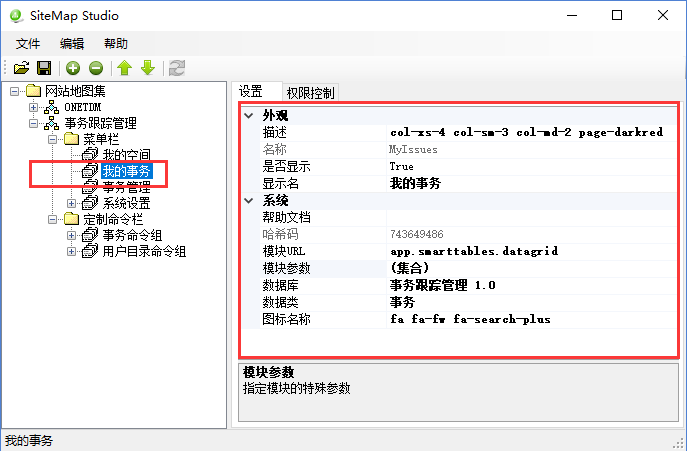 SiteMap Studio
文件 编辑 帮助
网站地图集
ONETDM
事务跟踪管理
菜单栏
我的空间
我的事务
事务管理
系统设置
定制命令栏
事务命令组
用户目录命令组
设置 权限控制
外观
描述 col-xs-4 col-sm-3 col-md-2 page-darkred
名称 MyIssues
是否显示 True
显示名 我的事务
系统
帮助文档
哈希码 743649486
模块URL app.smarttables.datagrid
模块参数 (集合)
数据库 事务跟踪管理 1.0
数据类 事务
图标名称 fa fa-fw fa-search-plus
模块参数
指定模块的特殊参数
我的事务